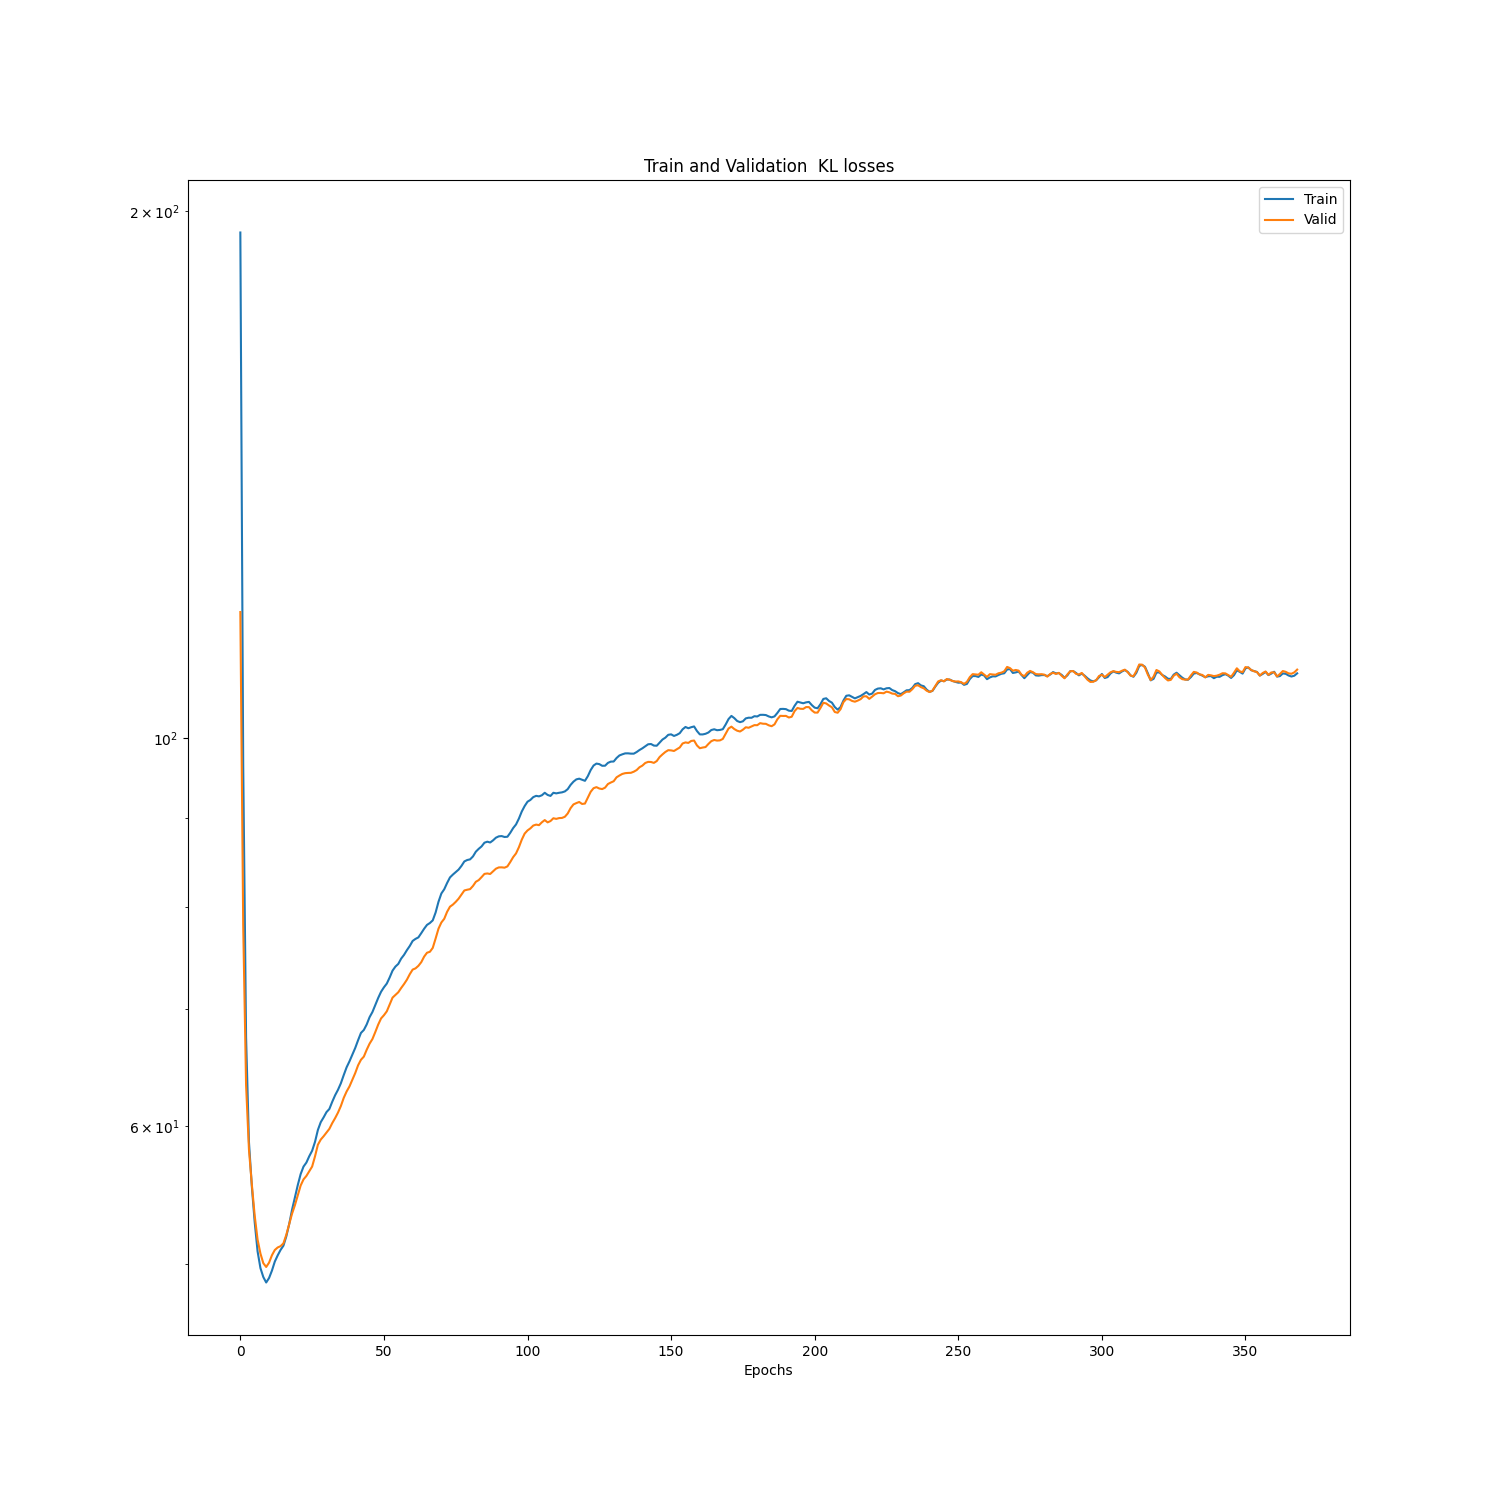 Train and Validation  KL losses
Train
Valid
2 × 10²
10²
6 × 10¹
0 50 100 150 200 250 300 350
Epochs